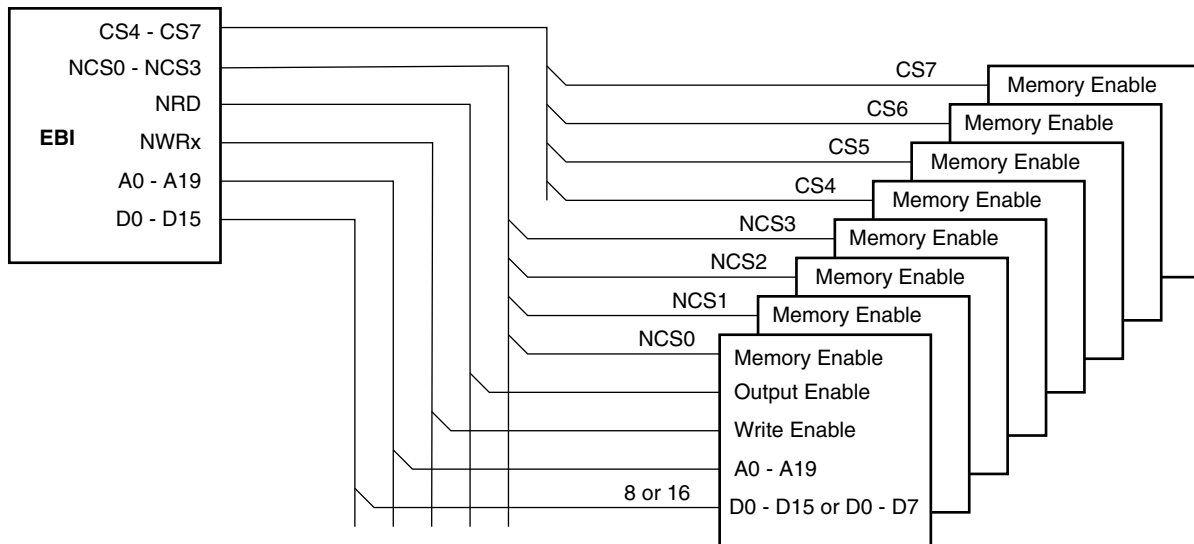 CS4 - CS7
NCS0 - NCS3
NRD
EBI
NWRx
A0 - A19
D0 - D15
CS7
Memory Enable
CS6
Memory Enable
CS5
Memory Enable
CS4
Memory Enable
NCS3
Memory Enable
NCS2
Memory Enable
NCS1
Memory Enable
NCS0
Memory Enable
Output Enable
Write Enable
A0 - A19
8 or 16
D0 - D15 or D0 - D7